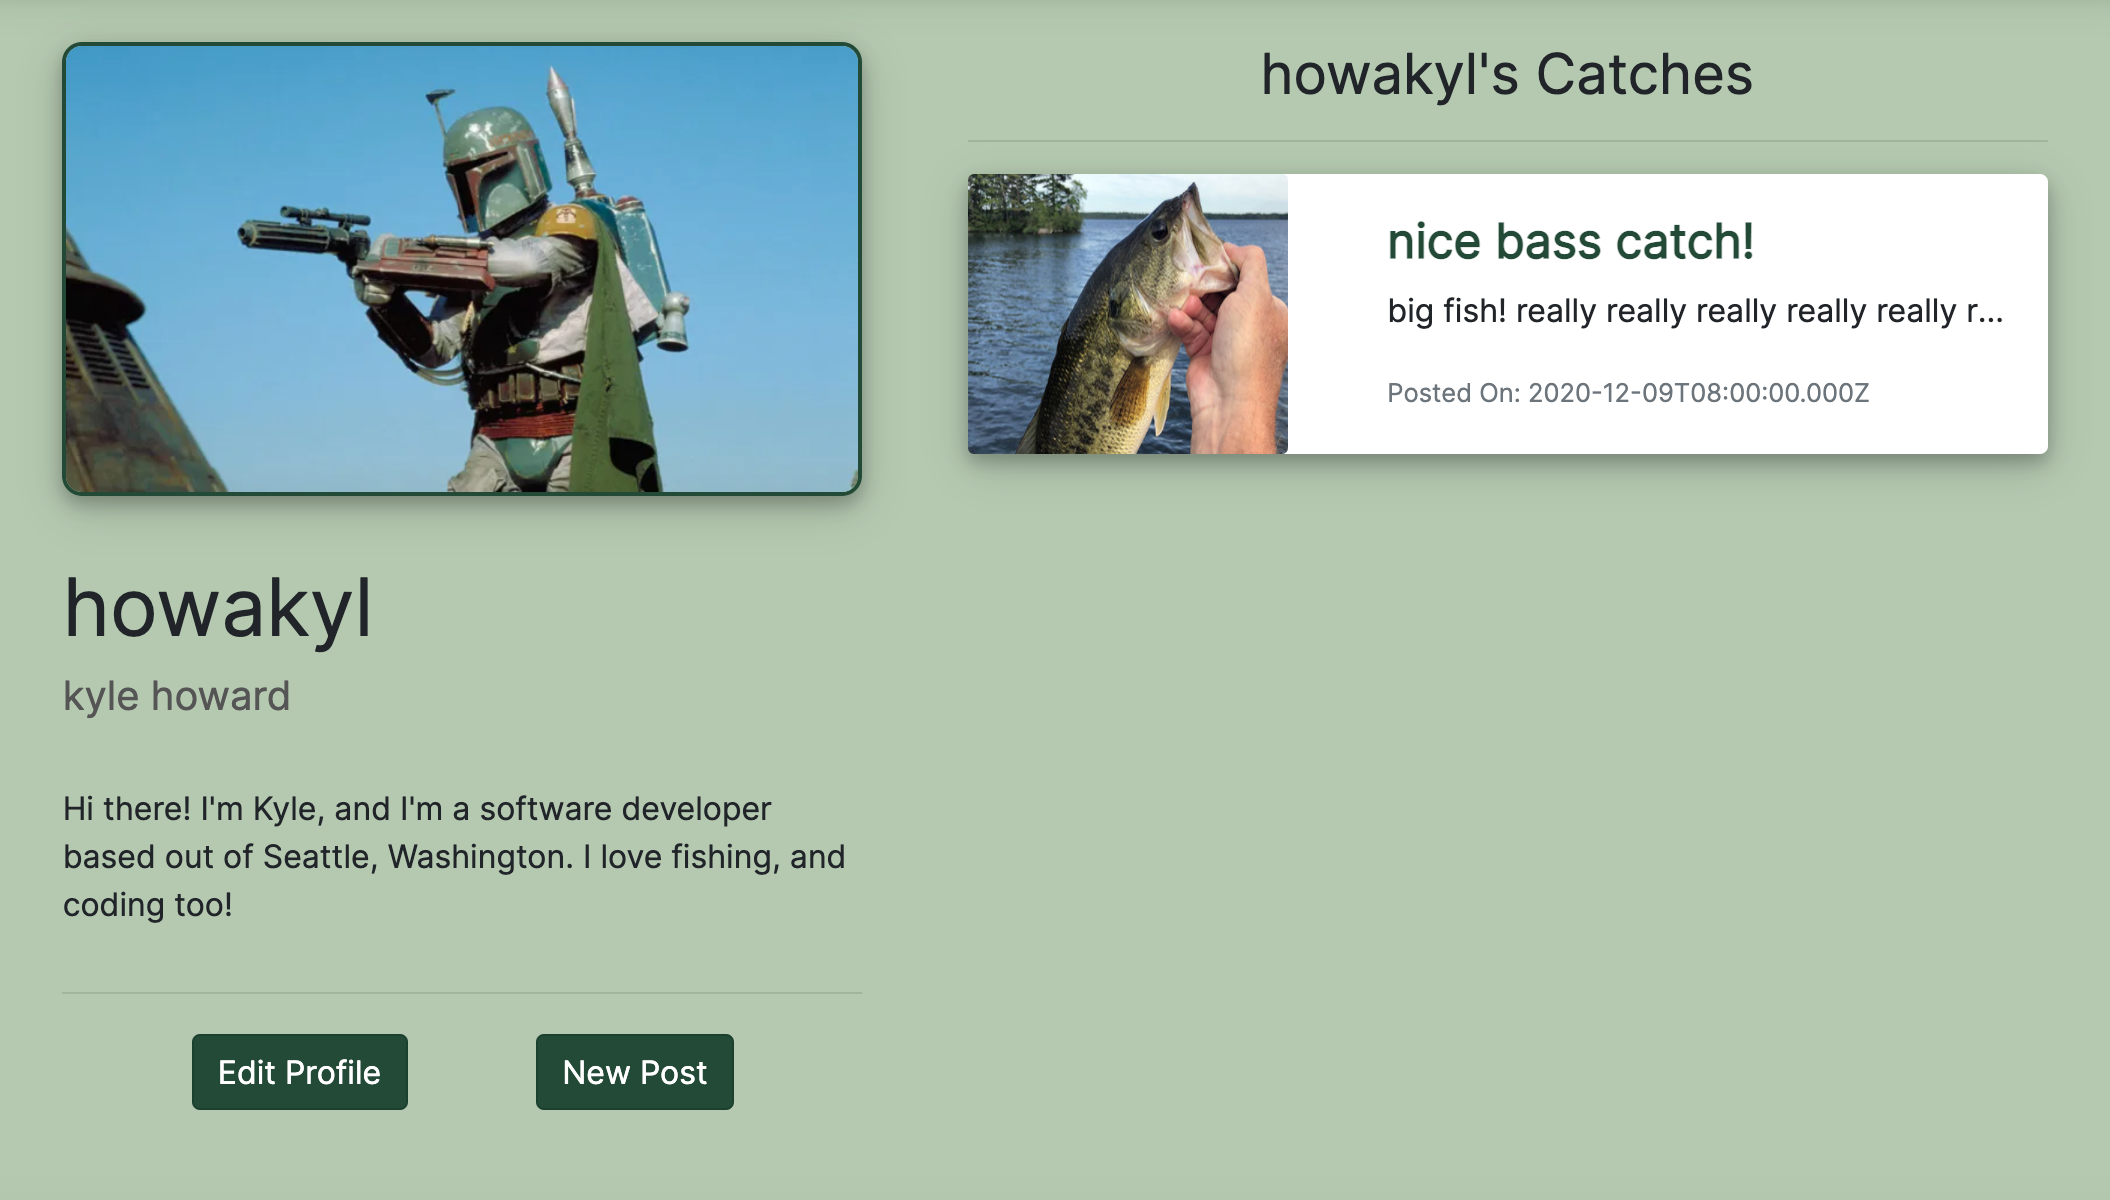 howakyl
kyle howard
Hi there! I'm Kyle, and I'm a software developer
based out of Seattle, Washington. I love fishing, and
coding too!
Edit Profile
New Post
howakyl's Catches
nice bass catch!
big fish! really really really really really r...
Posted On: 2020-12-09T08:00:00.000Z